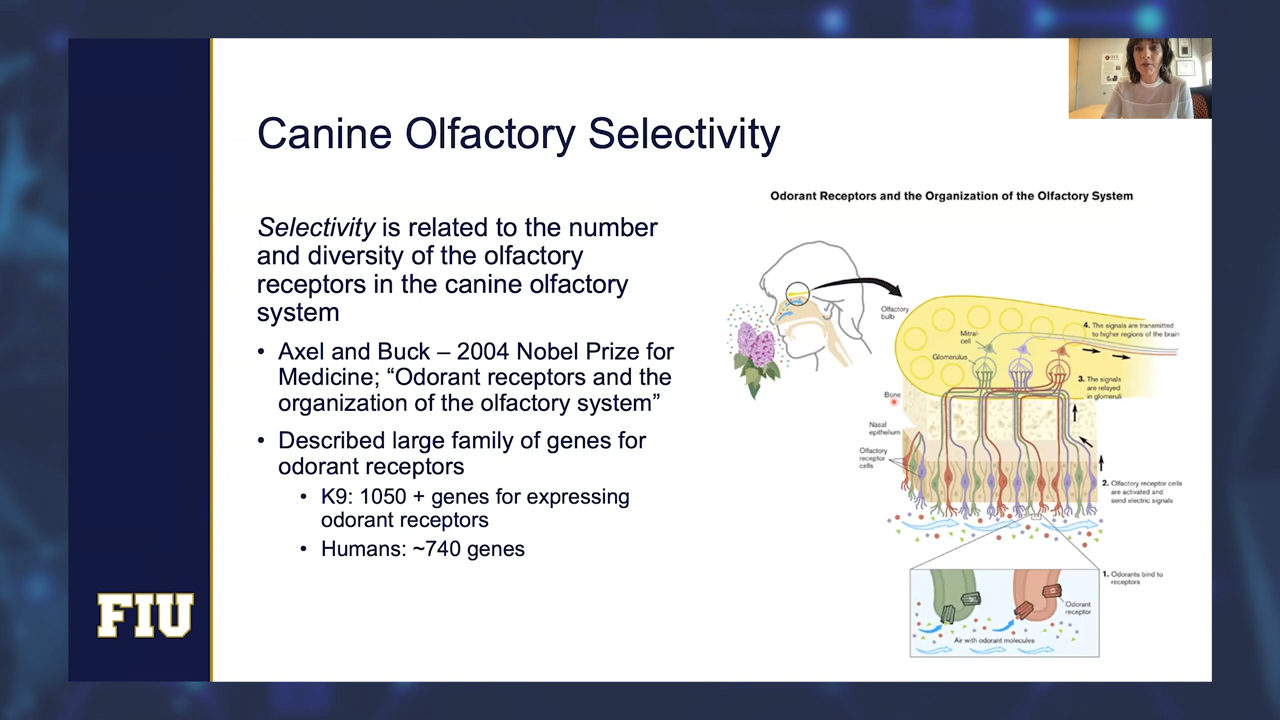 Canine Olfactory Selectivity
Selectivity is related to the number
and diversity of the olfactory
receptors in the canine olfactory
system
• Axel and Buck – 2004 Nobel Prize for
Medicine; “Odorant receptors and the
organization of the olfactory system”
• Described large family of genes for
odorant receptors
• K9: 1050 + genes for expressing
odorant receptors
• Humans: ~740 genes
FIU
Odorant Receptors and the Organization of the Olfactory System
Olfactory
bulb
Mitral-
cell
Glomerulus
4. The signals are transmitted
to higher regions of the brain
3. The signals
are relayed
in glomeruli
Bone
Nasal
epithelium
Olfactory
receptor
cells
2. Olfactory receptor cells
are activated and
send electric signals
1. Odorants bind to
receptors
Odorant
receptor
Air with odorant molecules